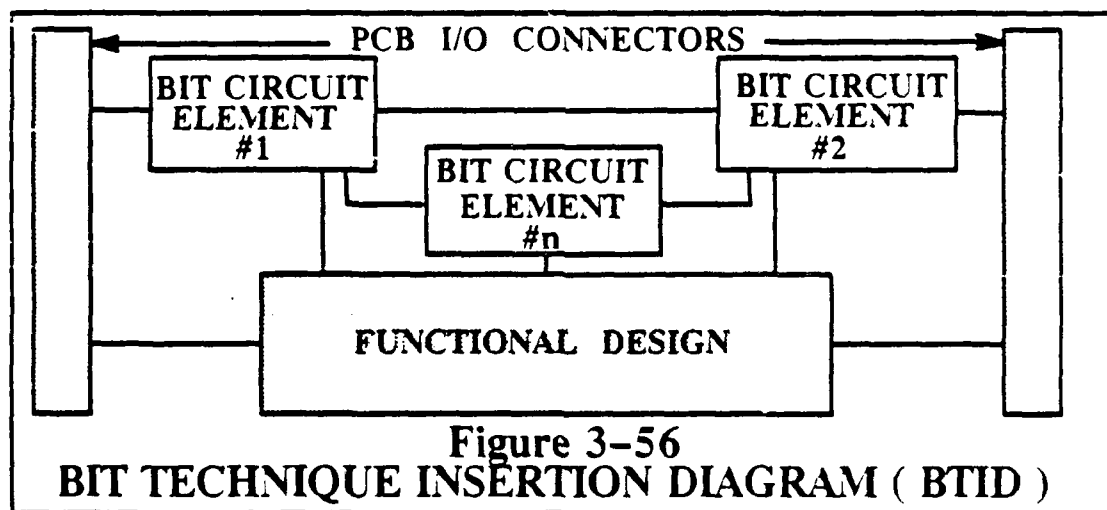 PCB I/O CONNECTORS
BIT CIRCUIT
ELEMENT
#1
BIT CIRCUIT
ELEMENT
#2
BIT CIRCUIT
ELEMENT
#n
FUNCTIONAL DESIGN
Figure 3-56
BIT TECHNIQUE INSERTION DIAGRAM ( BTID )